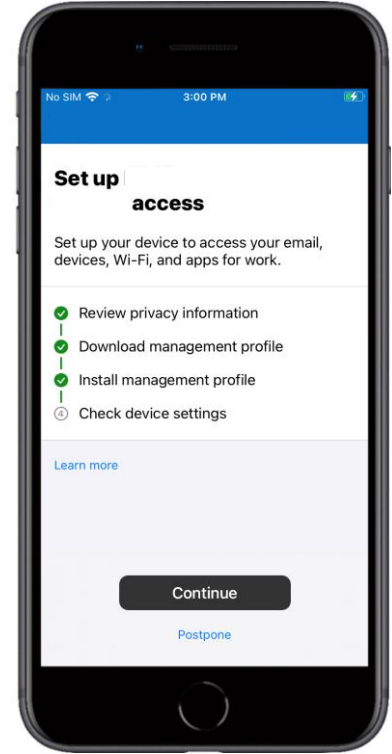 No SIM
3:00 PM
Set up
access
Set up your device to access your email,
devices, Wi-Fi, and apps for work.
Review privacy information
Download management profile
Install management profile
4 Check device settings
Learn more
Continue
Postpone